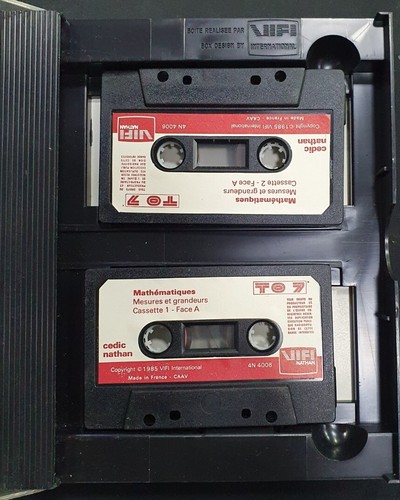 BOITE REALISEE PAR
BOX DESIGN BY
VIFI
INTERNATIONAL
Mathématiques
Mesures et grandeurs
Cassette 2 - Face A
TO 7
cedic
nathan
VIFI
NATHAN
Copyright © 1985 VIFI International
4N 4006
Made in France - CAAV
Mathématiques
Mesures et grandeurs
Cassette 1 - Face A
TO 7
cedic
nathan
VIFI
NATHAN
Copyright © 1985 VIFI International
4N 4006
Made in France - CAAV